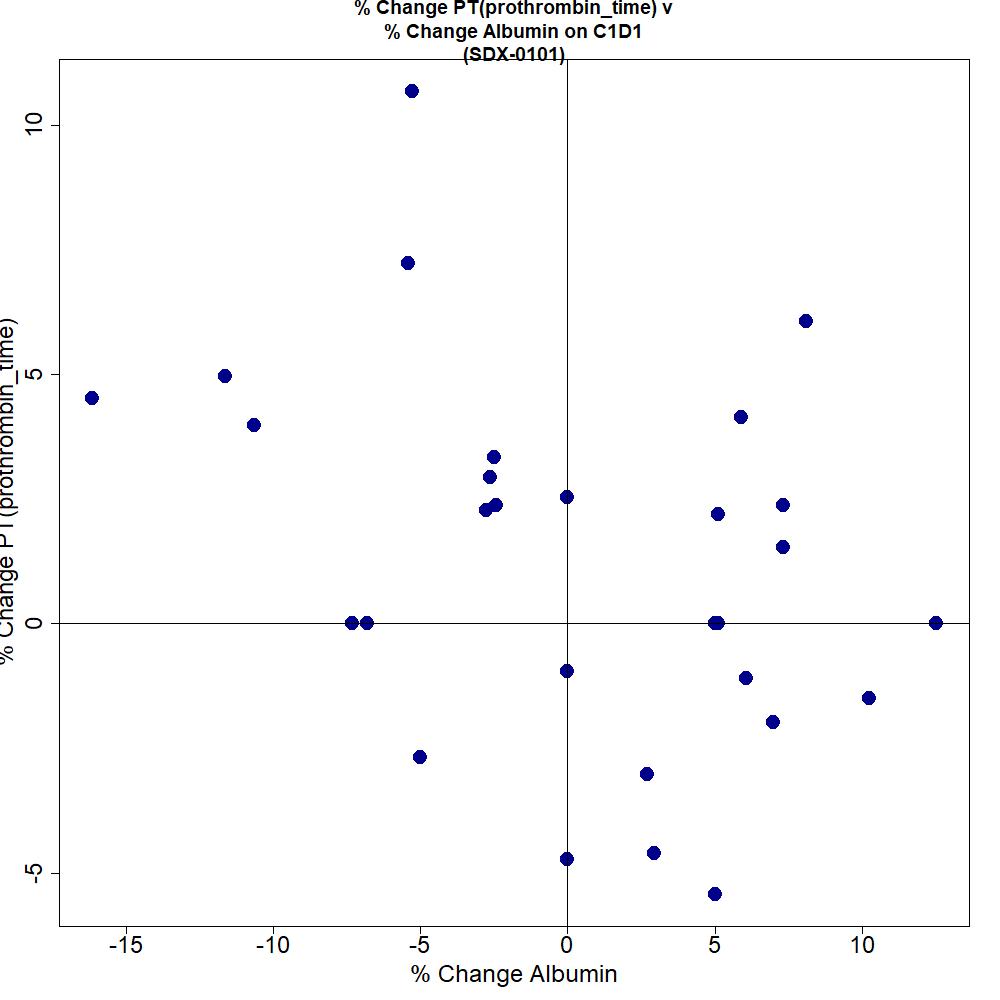 % Change PT(prothrombin_time) v
% Change Albumin on C1D1
(SDX-0101)
% Change PT(prothrombin_time)
10
5
0
-5
-15
-10
-5
0
5
10
% Change Albumin